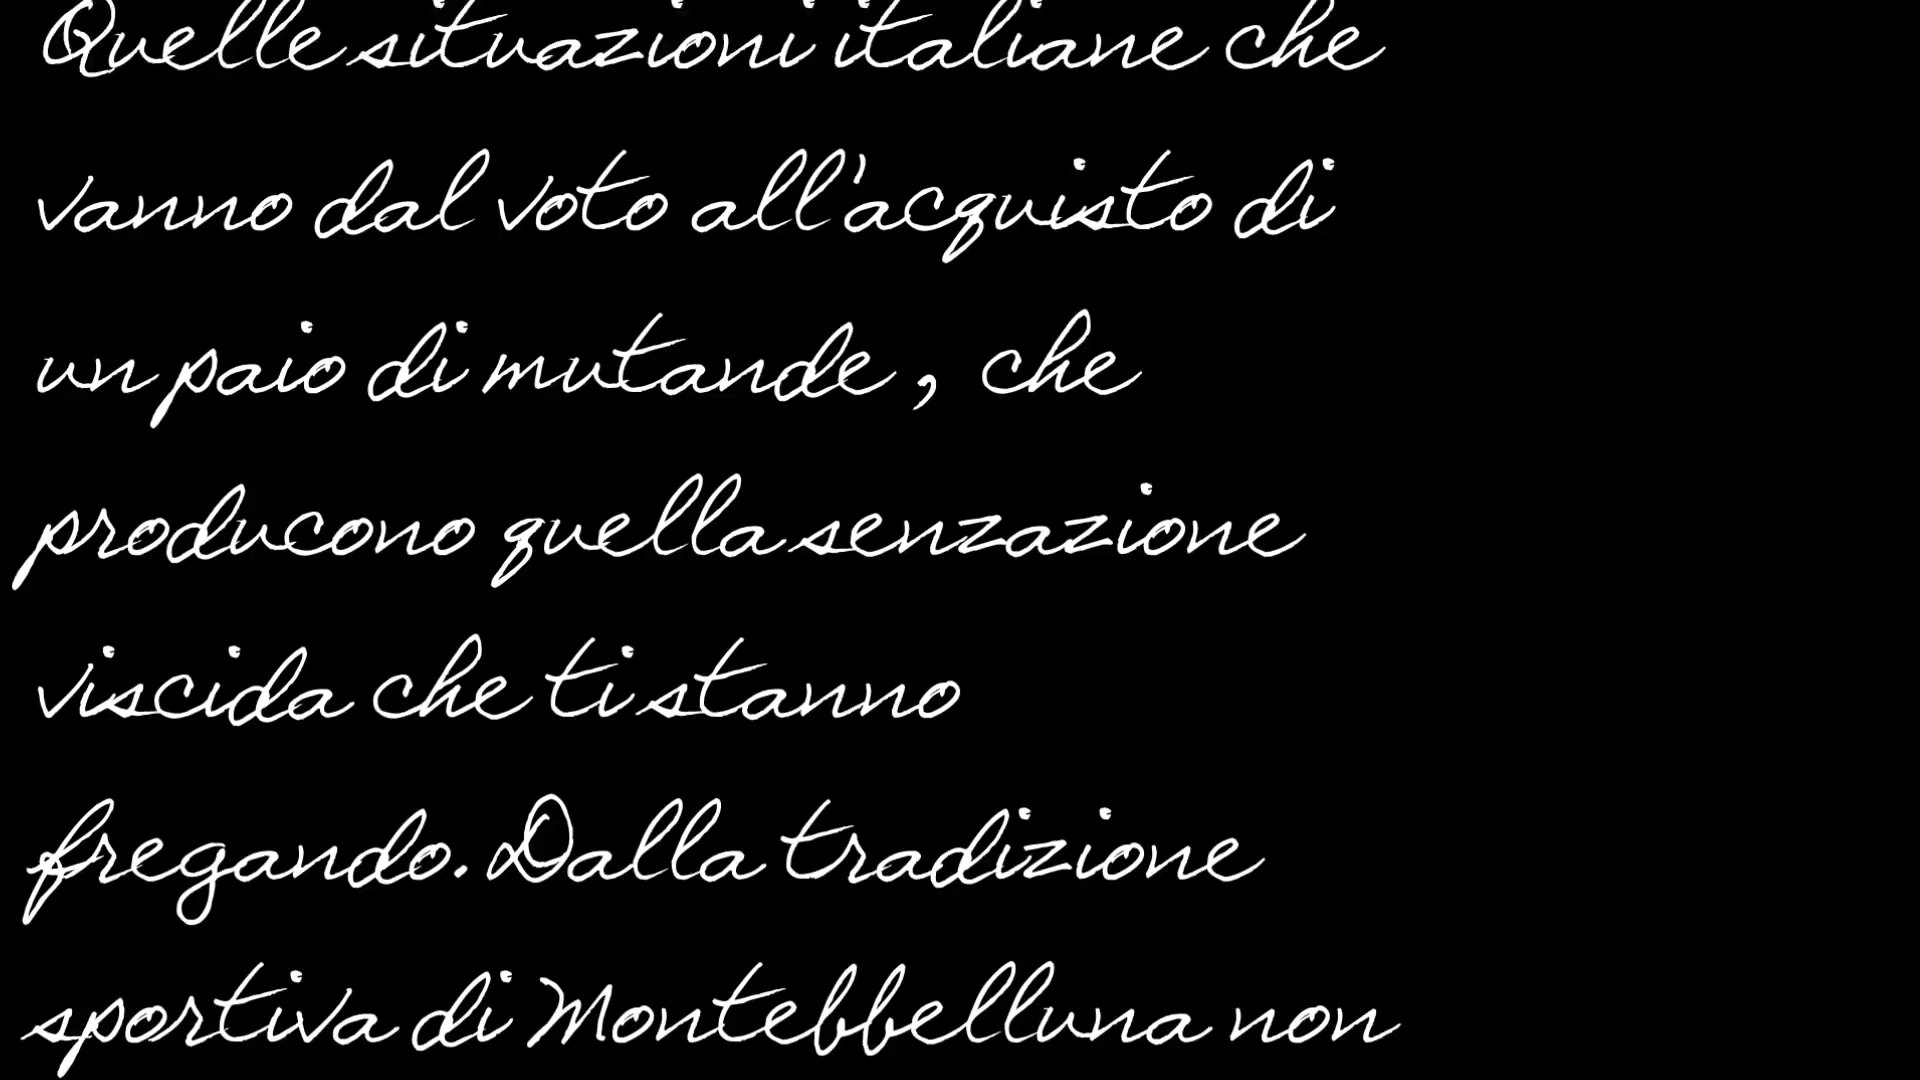 Quelle situazioni italiane che
vanno dal voto all'acquisto di
un paio di mutande, che
producono quella senzazione
viscida che ti stanno
fregando. Dalla tradizione
sportiva di Montebbelluna non